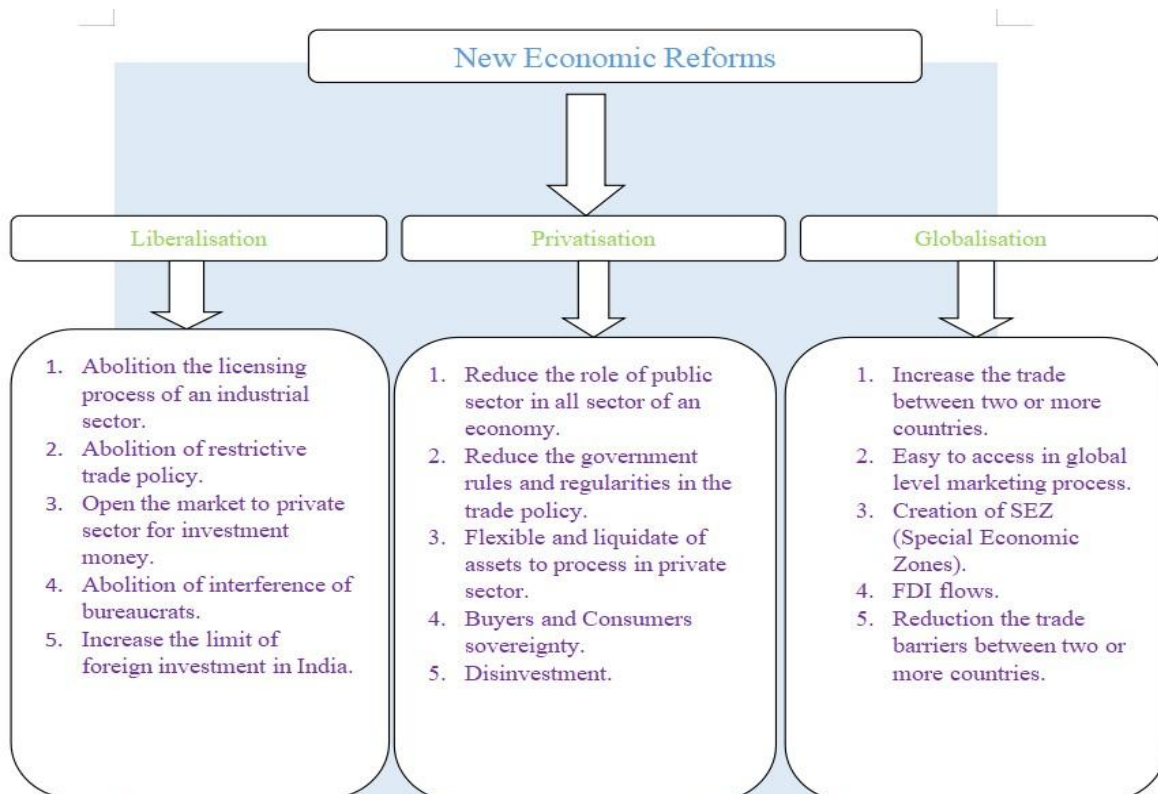 New Economic Reforms
Liberalisation
Privatisation
Globalisation
1. Abolition the licensing
process of an industrial
sector.
2. Abolition of restrictive
trade policy.
3. Open the market to private
sector for investment
money.
4. Abolition of interference of
bureaucrats.
5. Increase the limit of
foreign investment in India.
1. Reduce the role of public
sector in all sector of an
economy.
2. Reduce the government
rules and regularities in the
trade policy.
3. Flexible and liquidate of
assets to process in private
sector.
4. Buyers and Consumers
sovereignty.
5. Disinvestment.
1. Increase the trade
between two or more
countries.
2. Easy to access in global
level marketing process.
3. Creation of SEZ
(Special Economic
Zones).
4. FDI flows.
5. Reduction the trade
barriers between two or
more countries.